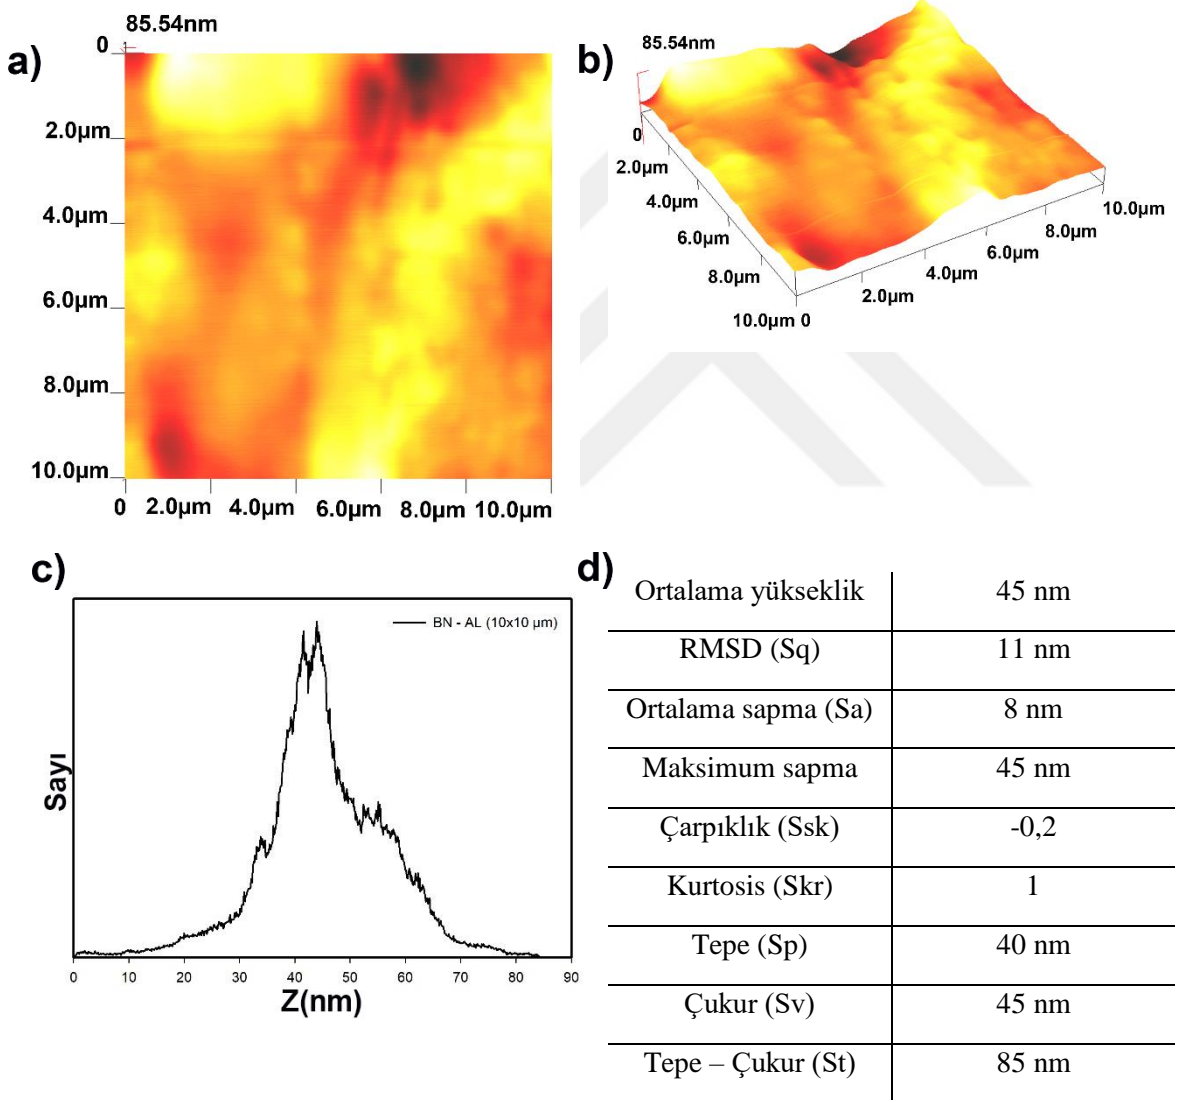 a)
85.54nm
0
2.0µm
4.0µm
6.0µm
8.0µm
10.0µm
0 2.0µm 4.0µm 6.0µm 8.0µm 10.0µm
b)
85.54nm
0
2.0µm
4.0µm
6.0µm
8.0µm
10.0µm 0
2.0µm
4.0µm
6.0µm
8.0µm
10.0µm
c)
BN - AL (10x10 µm)
Sayı
0 10 20 30 40 50 60 70 80 90
Z(nm)
d)
Ortalama yükseklik 45 nm
RMSD (Sq) 11 nm
Ortalama sapma (Sa) 8 nm
Maksimum sapma 45 nm
Çarpıklık (Ssk) -0,2
Kurtosis (Skr) 1
Tepe (Sp) 40 nm
Çukur (Sv) 45 nm
Tepe – Çukur (St) 85 nm